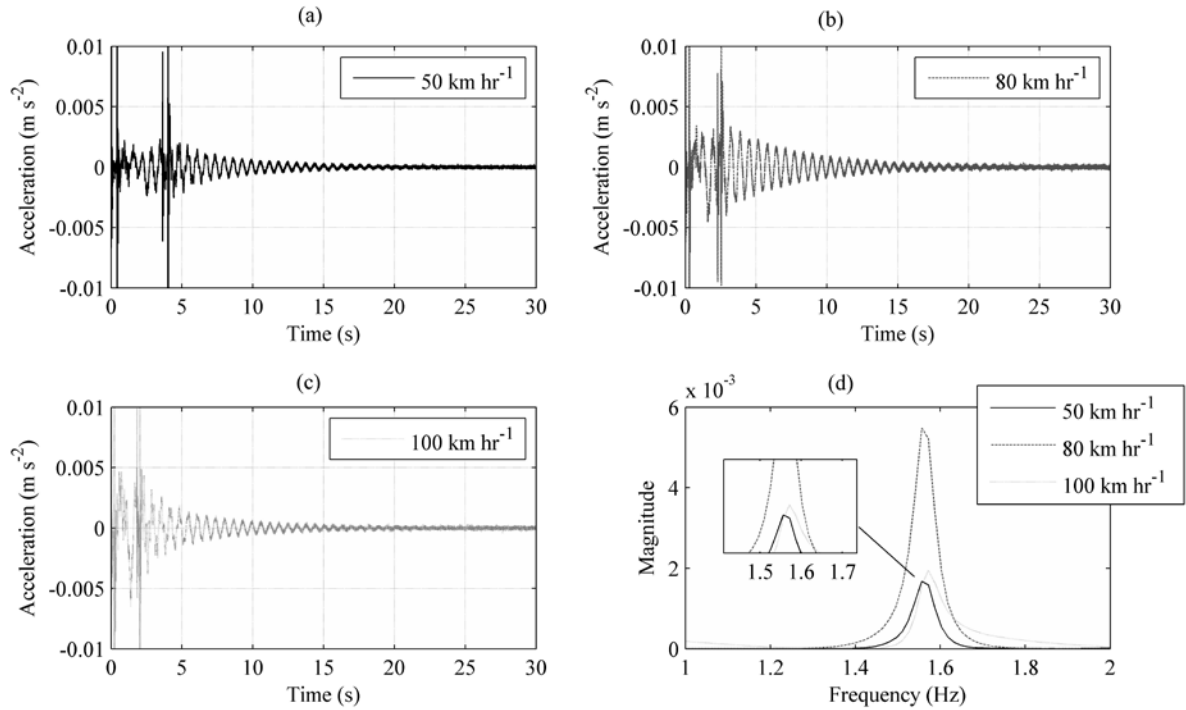 (a)
0.01
0.005
0
-0.005
-0.01
Acceleration (m s-2)
50 km hr-1
0 5 10 15 20 25 30
Time (s)
(b)
0.01
0.005
0
-0.005
-0.01
Acceleration (m s-2)
80 km hr-1
0 5 10 15 20 25 30
Time (s)
(c)
0.01
0.005
0
-0.005
-0.01
Acceleration (m s-2)
100 km hr-1
0 5 10 15 20 25 30
Time (s)
x 10-3
(d)
6
4
2
0
Magnitude
50 km hr-1
80 km hr-1
100 km hr-1
1.5 1.6 1.7
1 1.2 1.4 1.6 1.8 2
Frequency (Hz)